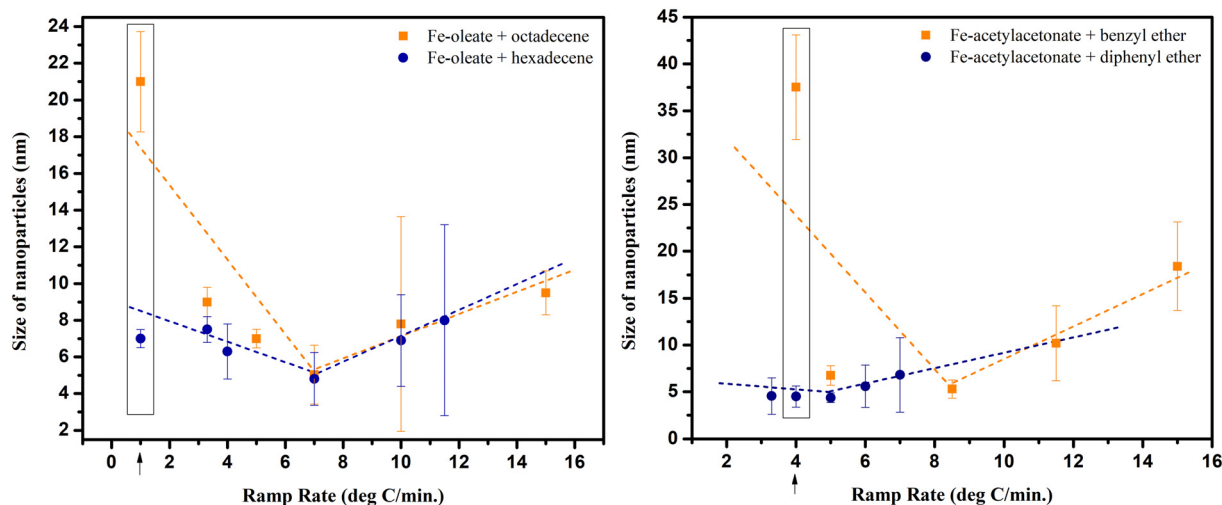 Fe-oleate + octadecene
Fe-oleate + hexadecene
Size of nanoparticles (nm)
24
22
20
18
16
14
12
10
8
6
4
2
0 2 4 6 8 10 12 14 16
Ramp Rate (deg C/min.)
Fe-acetylacetonate + benzyl ether
Fe-acetylacetonate + diphenyl ether
Size of nanoparticles (nm)
45
40
35
30
25
20
15
10
5
0
2 4 6 8 10 12 14 16
Ramp Rate (deg C/min.)